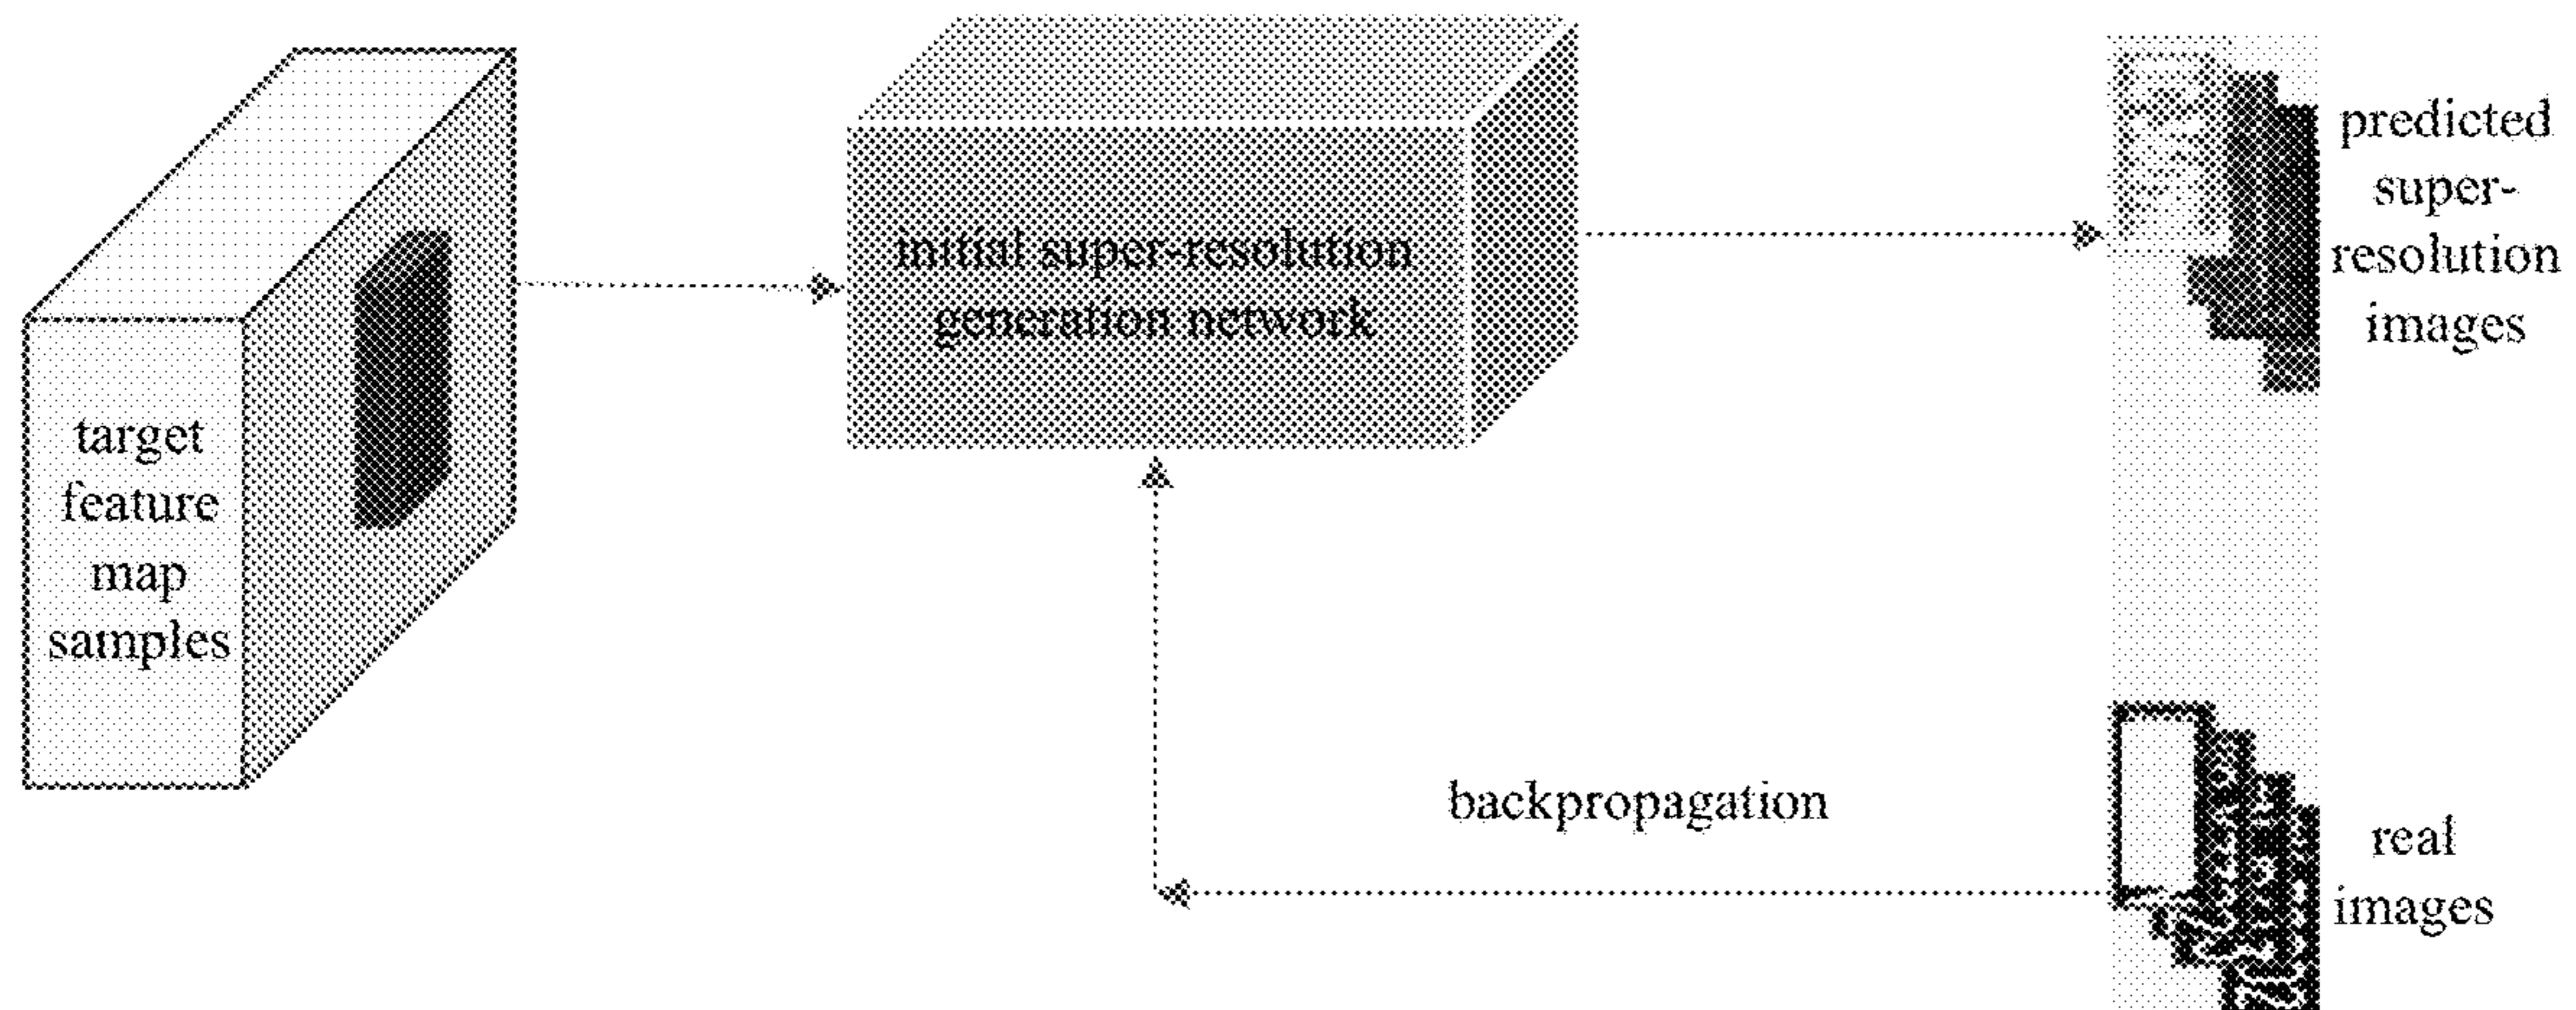 target
feature
map
samples
initial super-resolution
generation network
predicted
super-
resolution
images
backpropagation
real
images